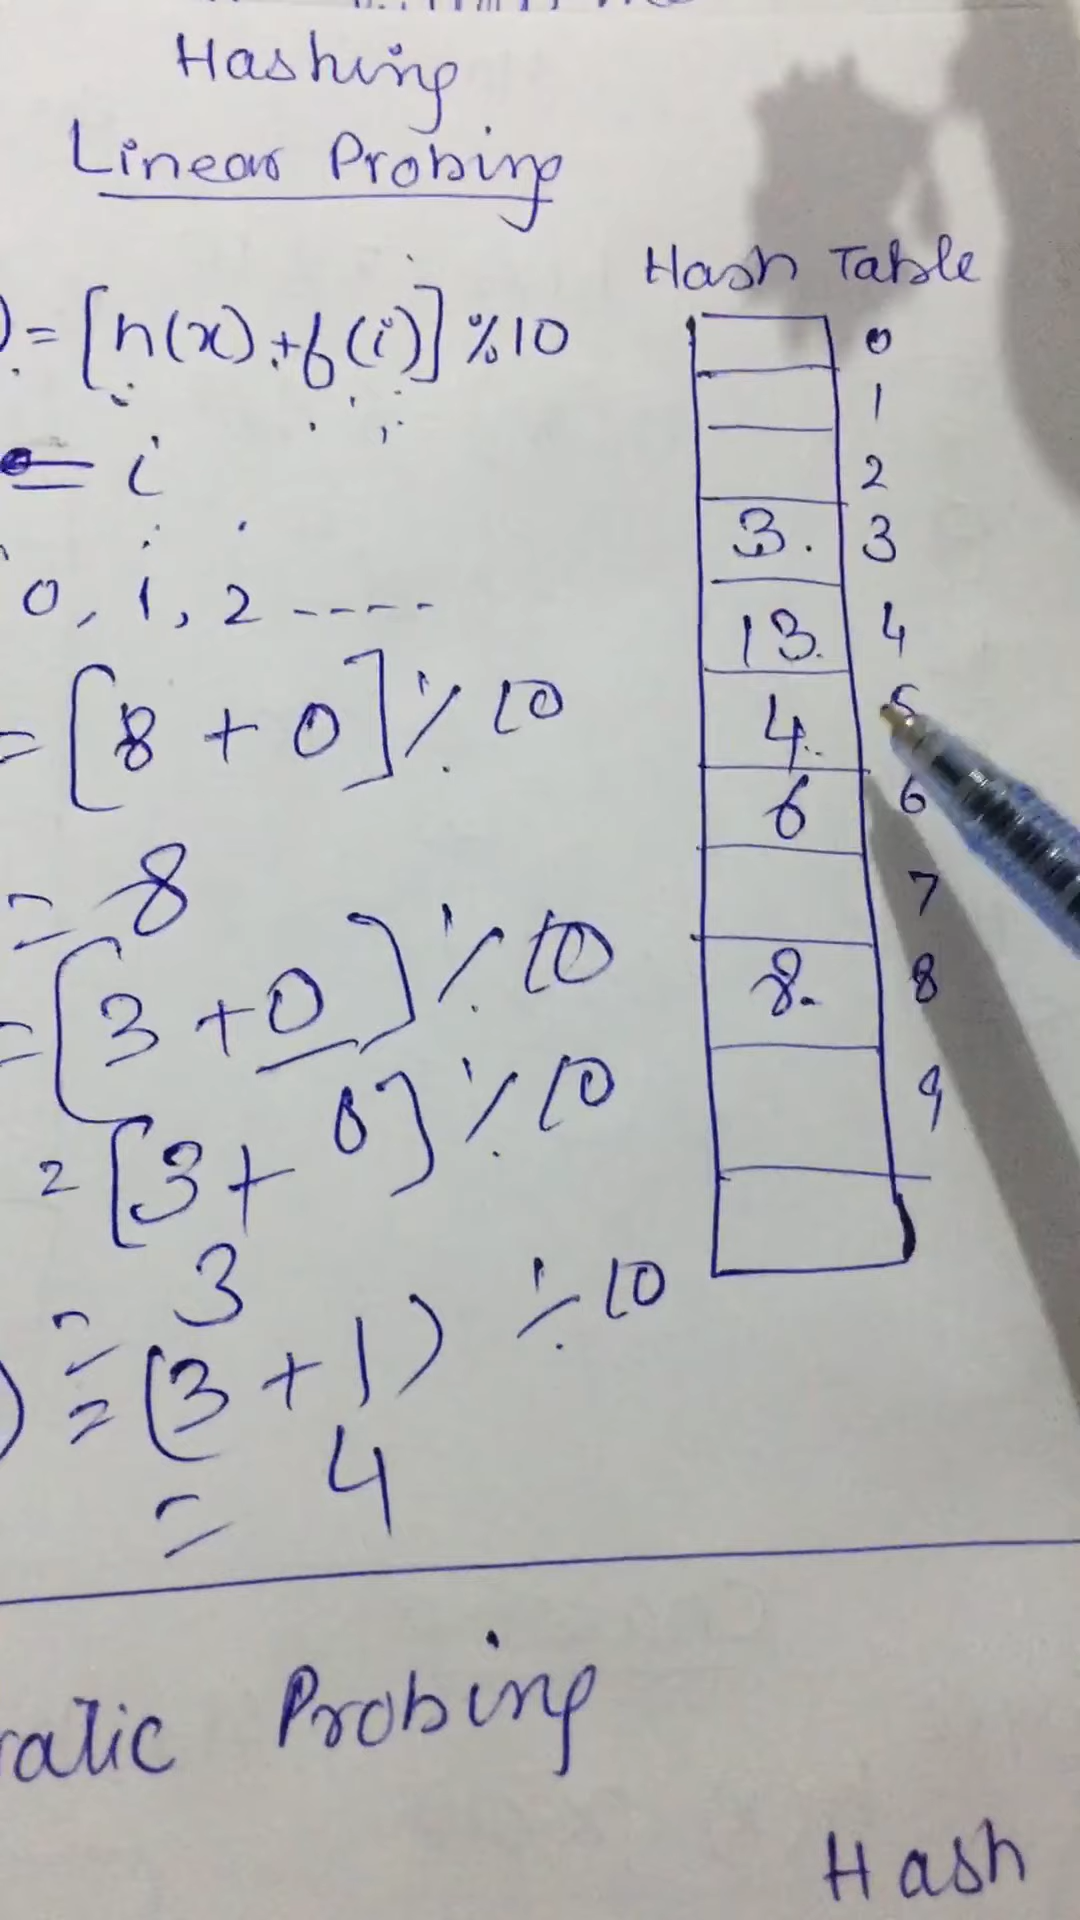 Hashing
Linear Probing
) = [h(x) + f(i)] % 10
= i
0, 1, 2 ----
= [8 + 0] % 10
= 8
= [3 + 0] % 10
= [3 + 0] % 10
= 3
) = (3 + 1) % 10
= 4
Hash Table
0
1
2
3. 3
13. 4
4.. 5
6 6
7
8. 8
9
ratic Probing
Hash